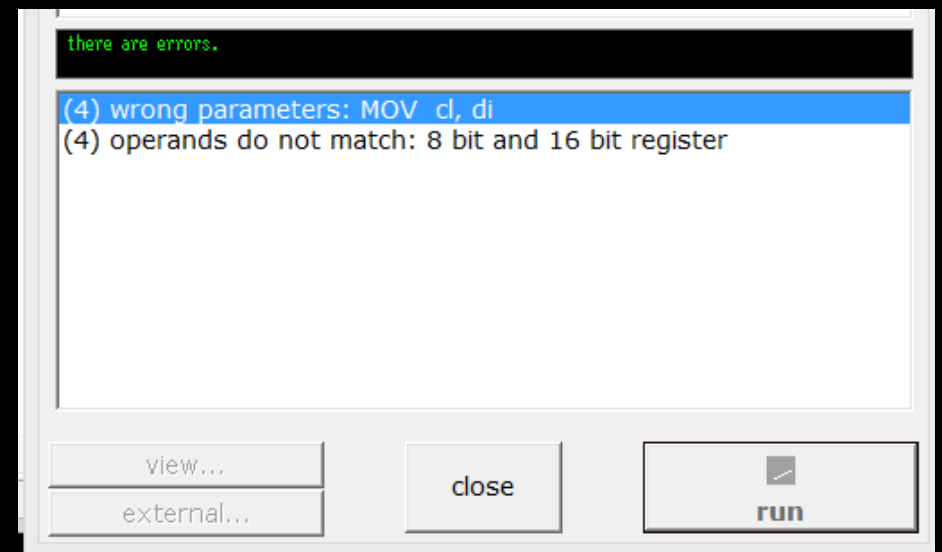 there are errors.
(4) wrong parameters: MOV  cl, di
(4) operands do not match: 8 bit and 16 bit register
view...
close
external...
run